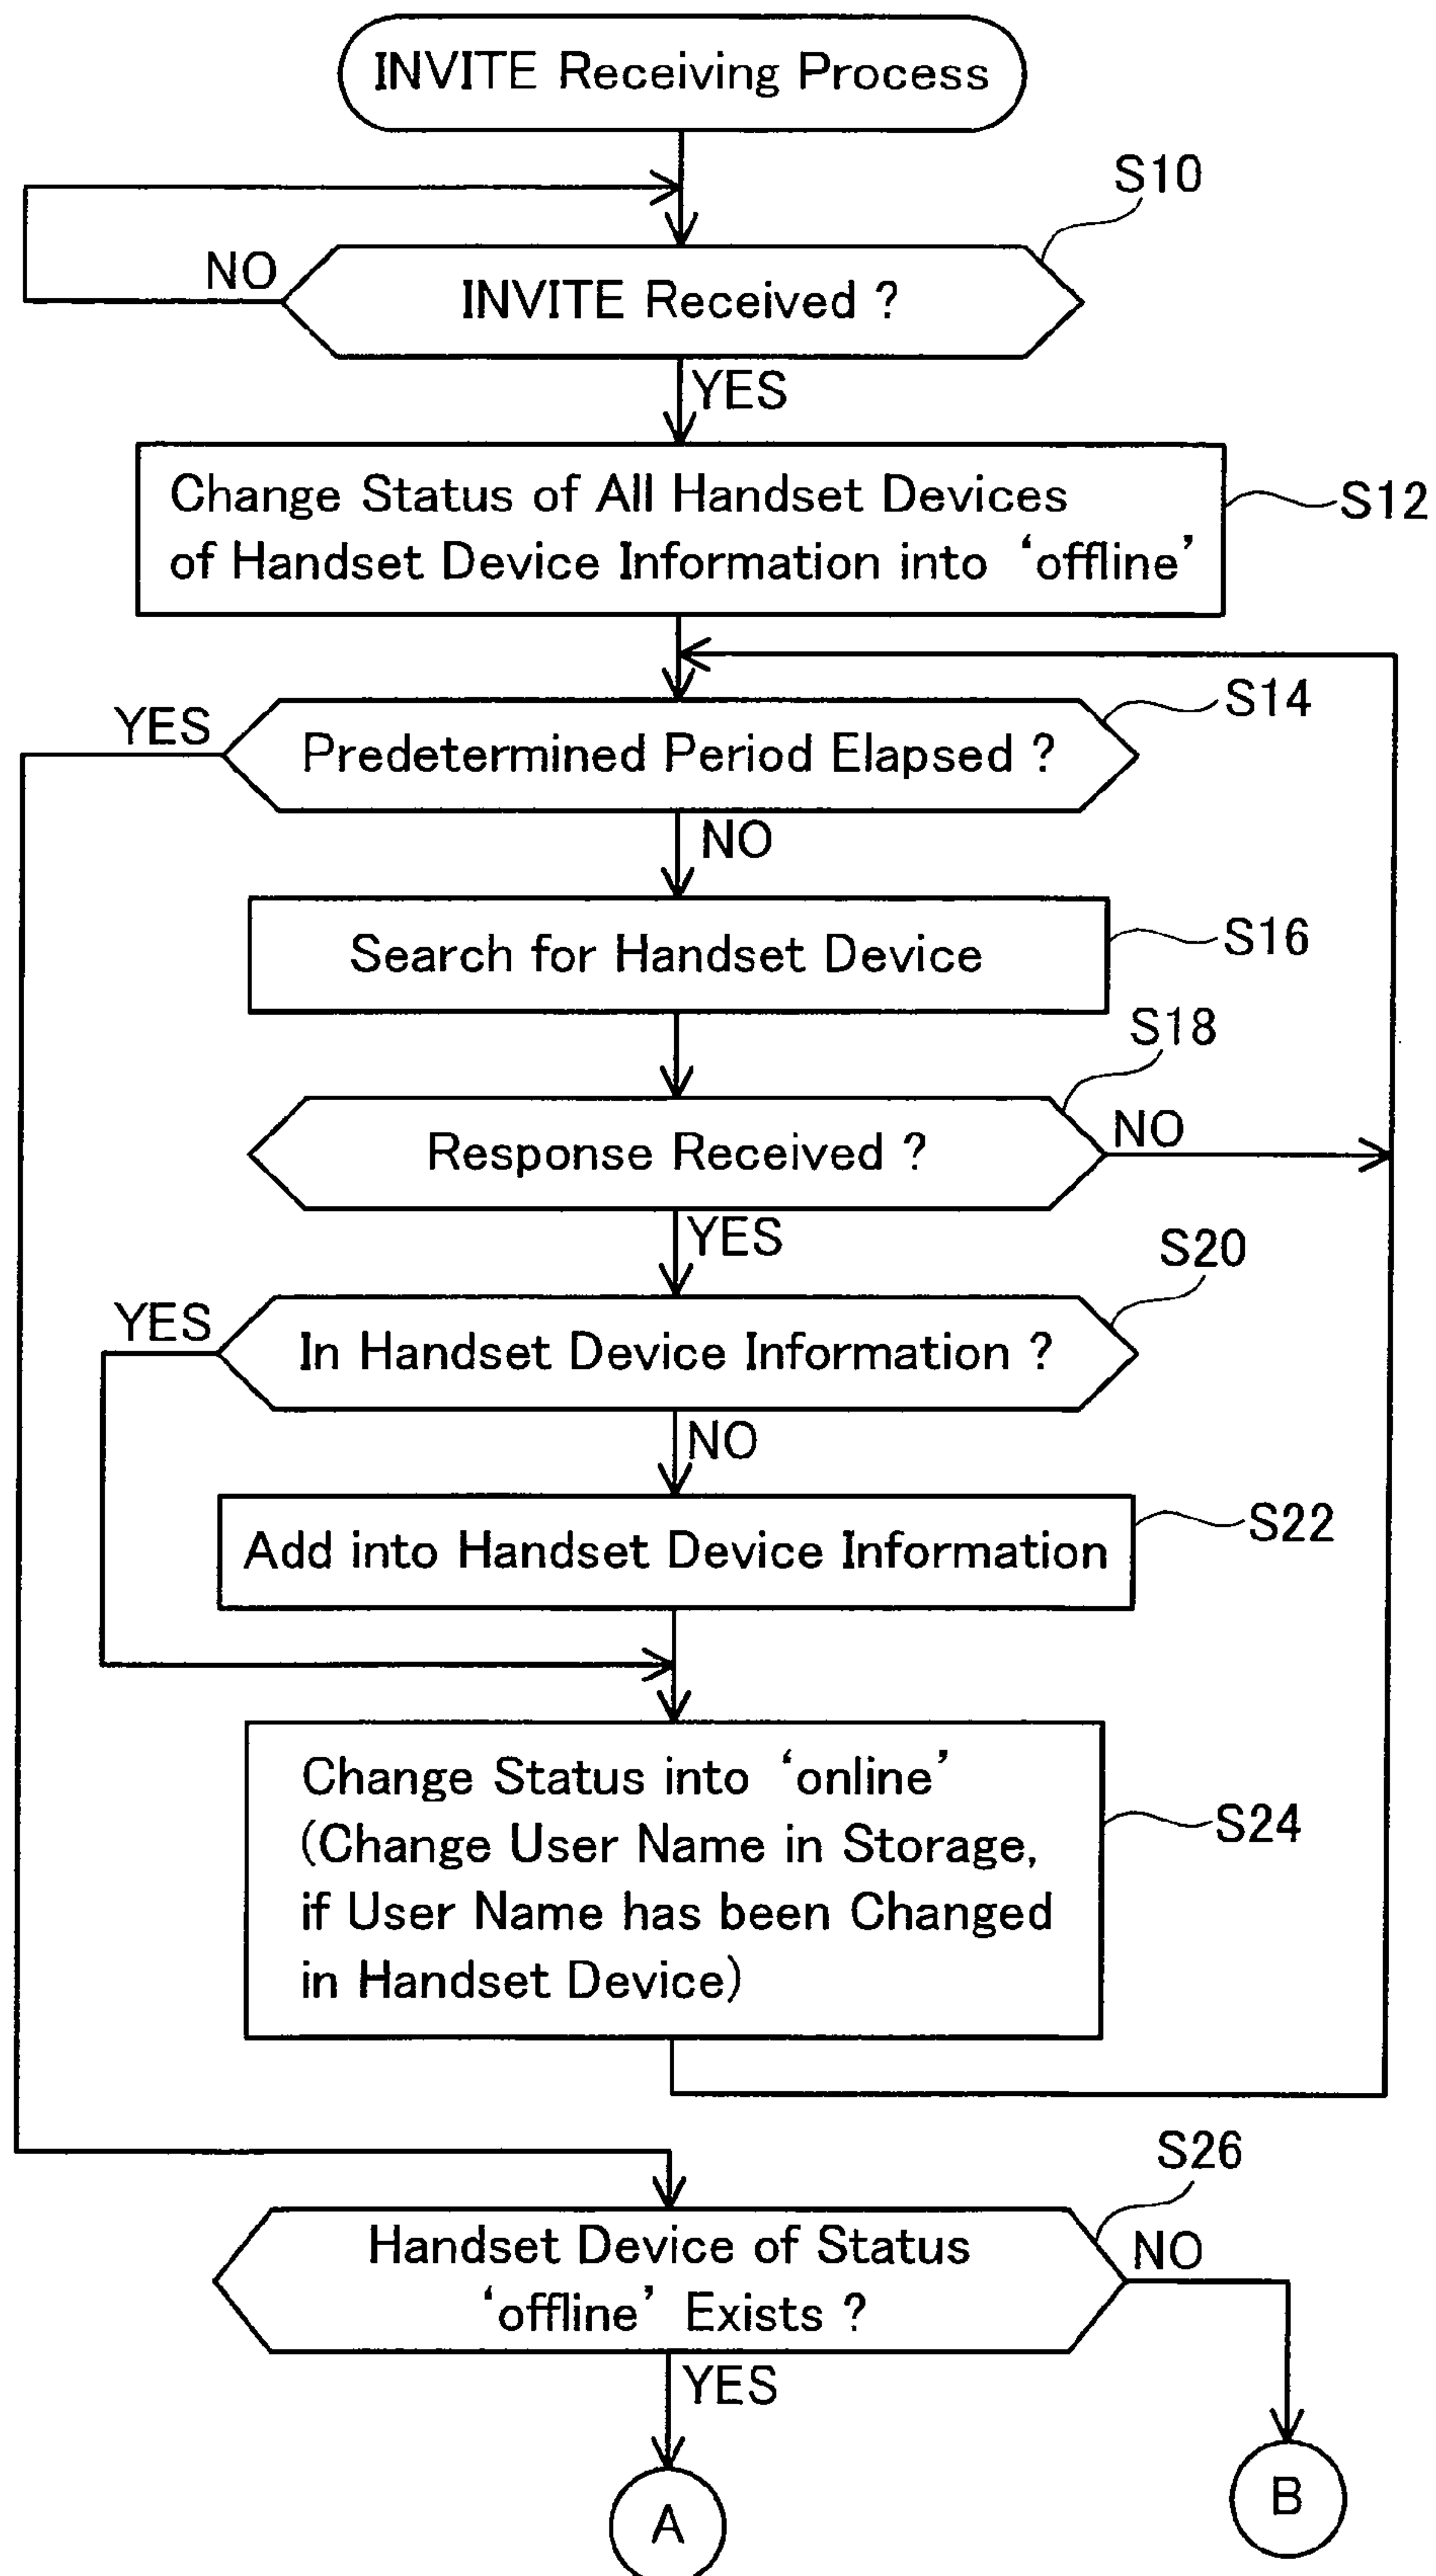 INVITE Receiving Process
S10
NO
INVITE Received ?
YES
Change Status of All Handset Devices
of Handset Device Information into ‘offline’
S12
YES
Predetermined Period Elapsed ?
S14
NO
Search for Handset Device
S16
S18
Response Received ?
NO
YES
S20
YES
In Handset Device Information ?
NO
Add into Handset Device Information
S22
Change Status into ‘online’
(Change User Name in Storage,
if User Name has been Changed
in Handset Device)
S24
S26
Handset Device of Status
‘offline’ Exists ?
NO
YES
A
B